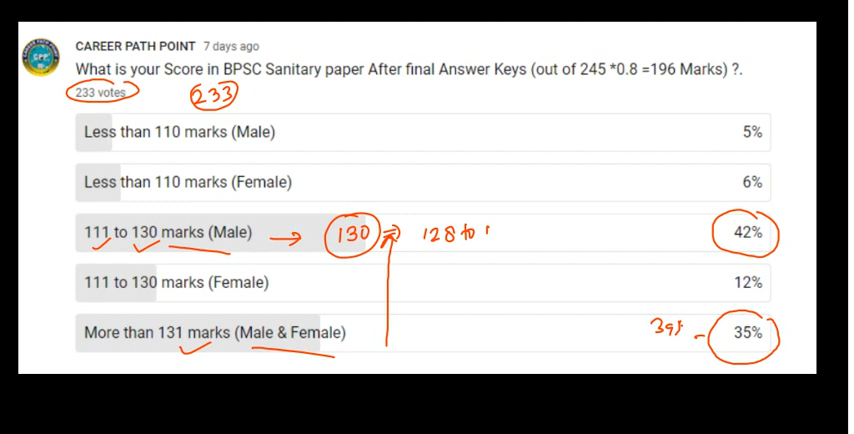 CAREER PATH POINT 7 days ago
What is your Score in BPSC Sanitary paper After final Answer Keys (out of 245 *0.8 =196 Marks) ?.
233 votes 233
Less than 110 marks (Male) 5%
Less than 110 marks (Female) 6%
111 to 130 marks (Male) → 130 ⇒ 128 to 42%
111 to 130 marks (Female) 12%
More than 131 marks (Male & Female) 35%